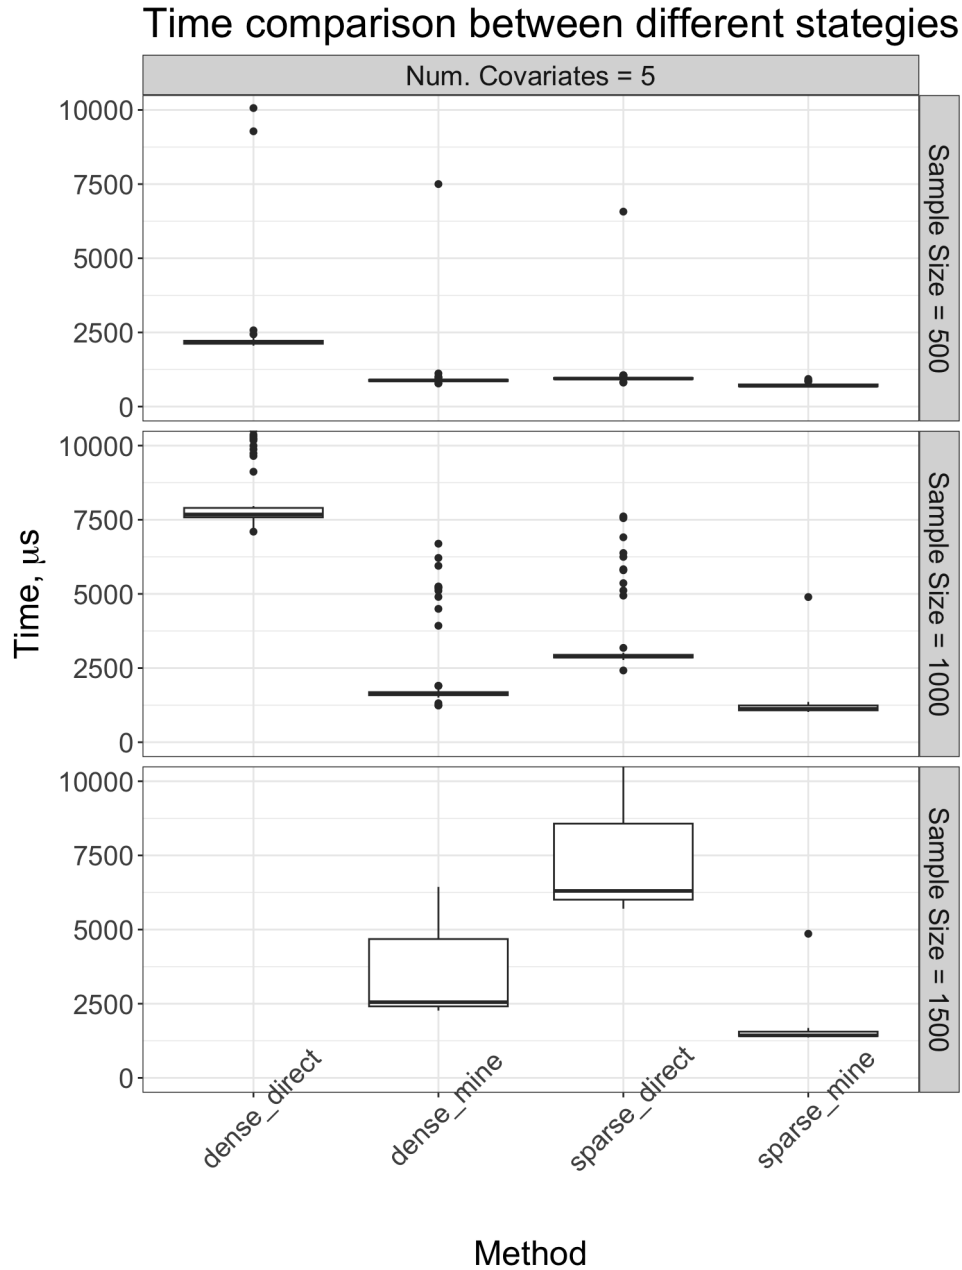 Time comparison between different stategies
Num. Covariates = 5
10000
7500
5000
2500
0
Sample Size = 500
10000
7500
5000
2500
0
Sample Size = 1000
10000
7500
5000
2500
0
Sample Size = 1500
Time, μs
dense_direct
dense_mine
sparse_direct
sparse_mine
Method